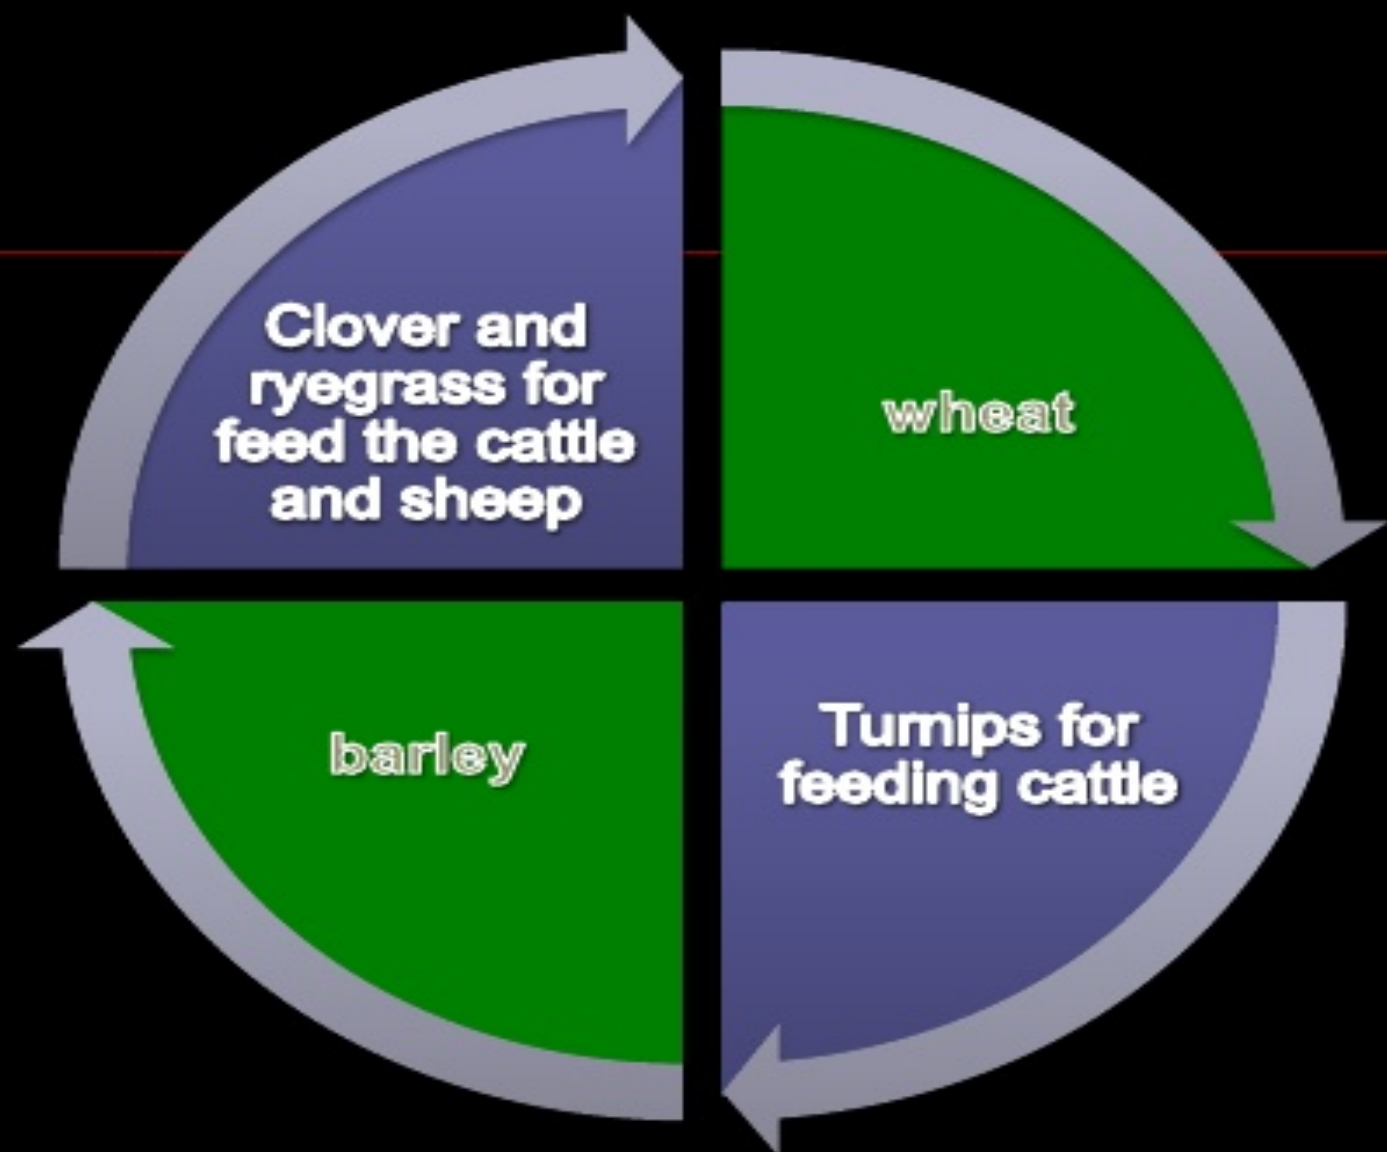 Clover and
ryegrass for
feed the cattle
and sheep
wheat
barley
Turnips for
feeding cattle